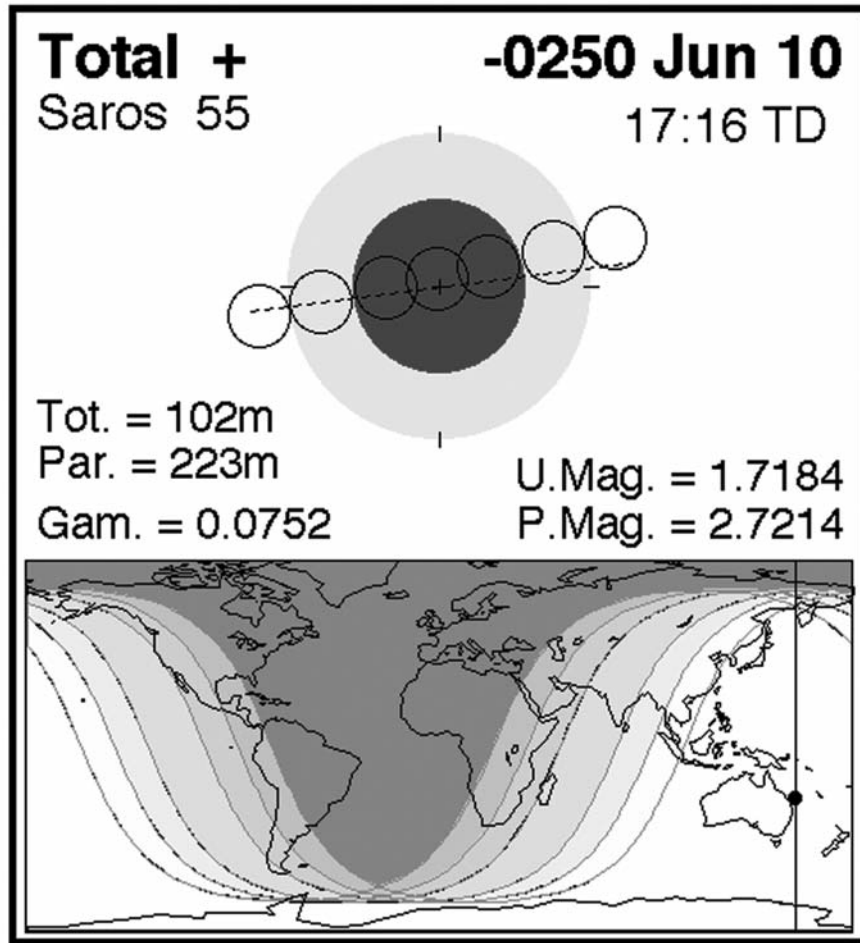 Total + -0250 Jun 10
Saros 55 17:16 TD
Tot. = 102m
Par. = 223m
U.Mag. = 1.7184
Gam. = 0.0752 P.Mag. = 2.7214